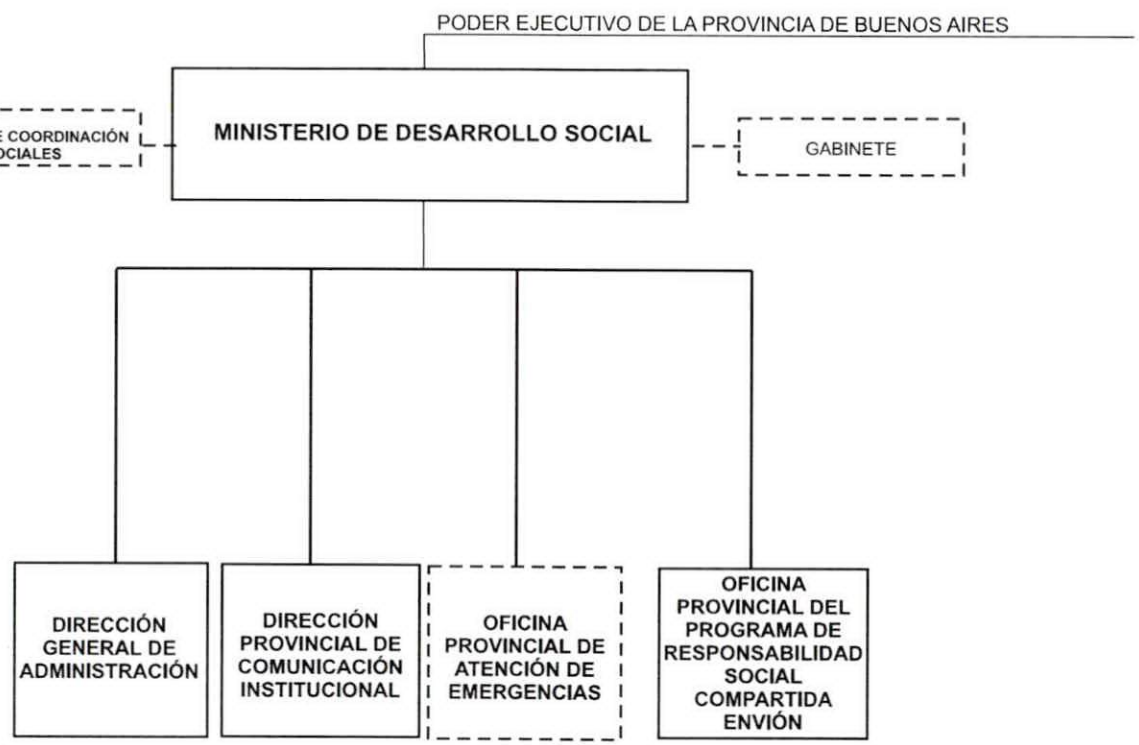 PODER EJECUTIVO DE LA PROVINCIA DE BUENOS AIRES
MINISTERIO DE DESARROLLO SOCIAL
COORDINACIÓN
GABINETE
DIRECCIÓN
GENERAL DE
ADMINISTRACIÓN
DIRECCIÓN
PROVINCIAL DE
COMUNICACIÓN
INSTITUCIONAL
OFICINA
PROVINCIAL DE
ATENCIÓN DE
EMERGENCIAS
OFICINA
PROVINCIAL DEL
PROGRAMA DE
RESPONSABILIDAD
SOCIAL
COMPARTIDA
ENVIÓN